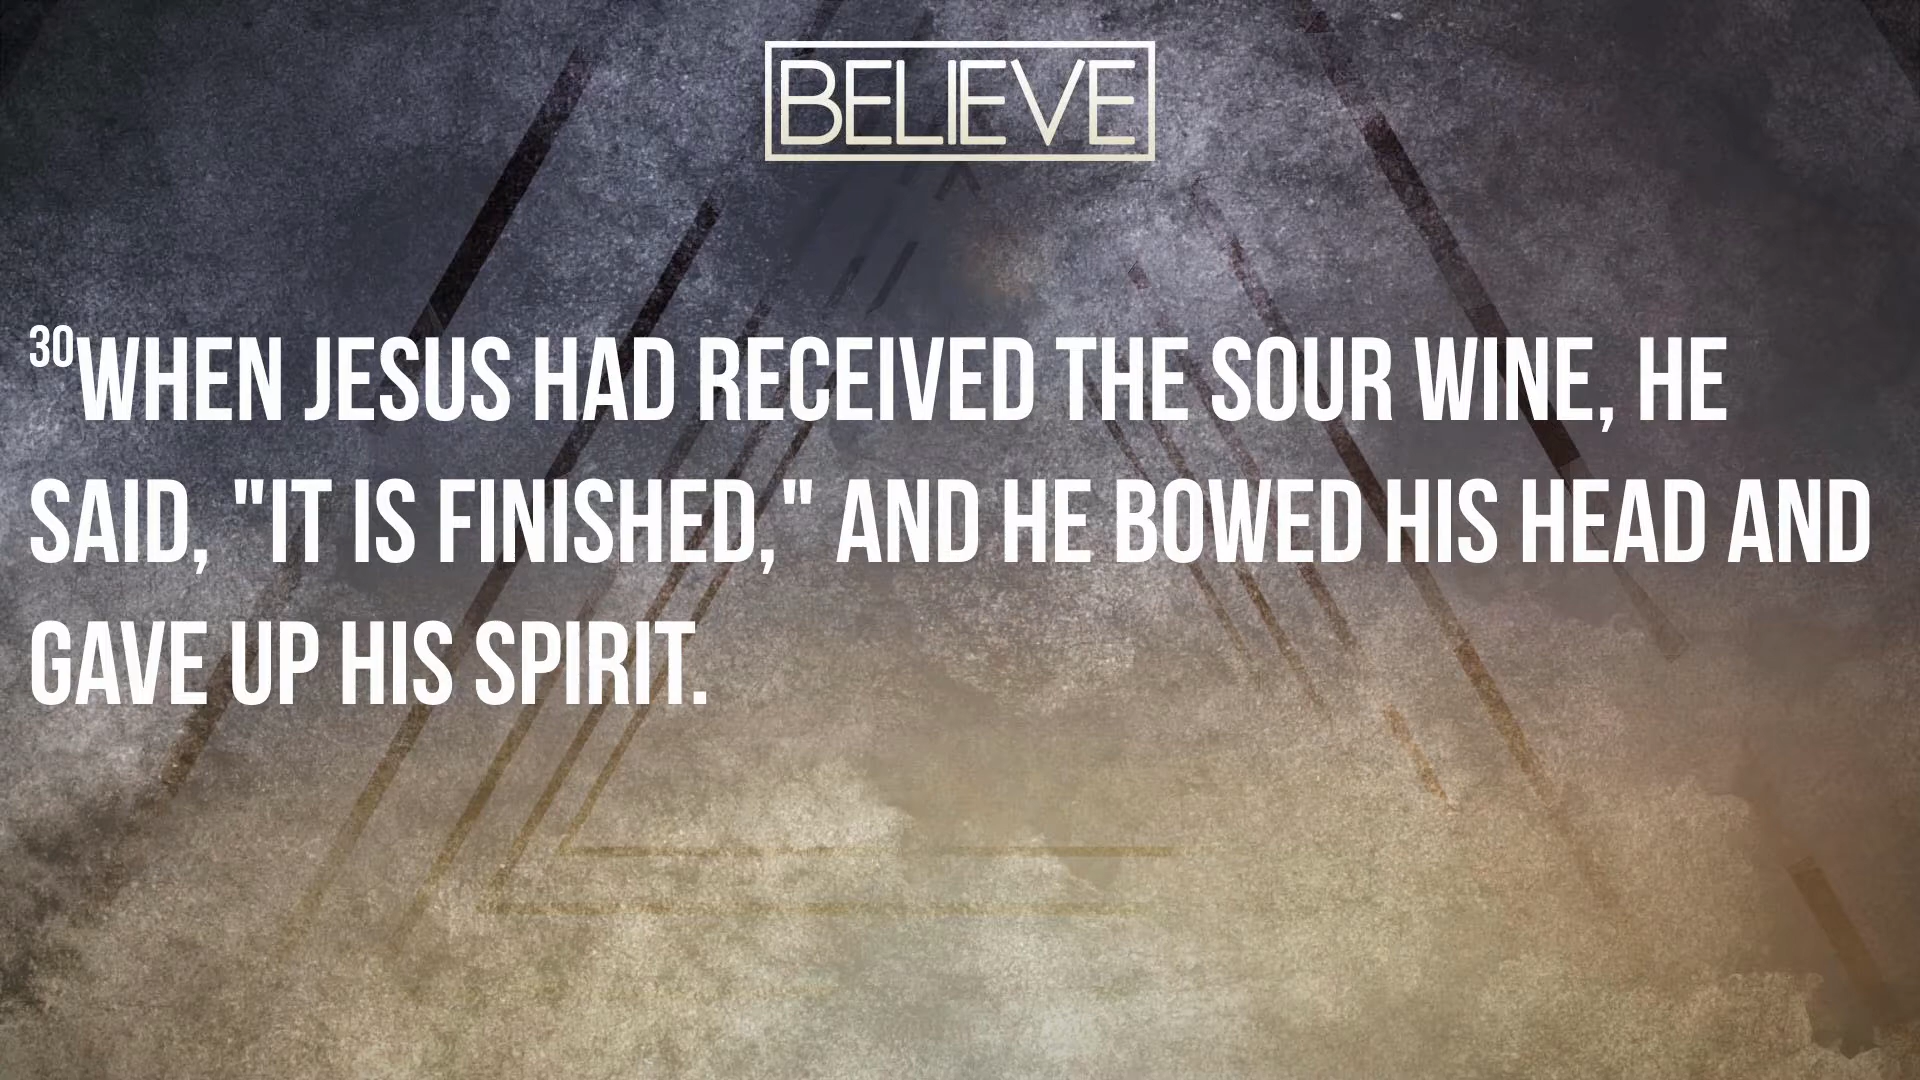 BELIEVE
30WHEN JESUS HAD RECEIVED THE SOUR WINE, HE
SAID, "IT IS FINISHED," AND HE BOWED HIS HEAD AND
GAVE UP HIS SPIRIT.